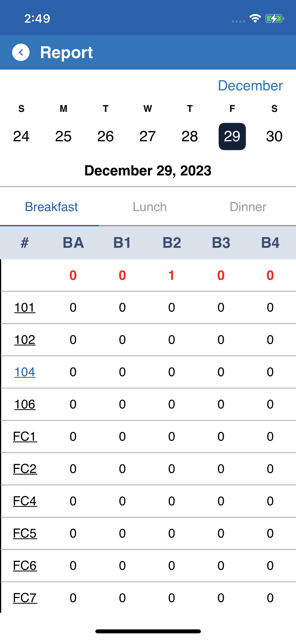 2:49
Report
December
S M T W T F S
24 25 26 27 28 29 30
December 29, 2023
Breakfast Lunch Dinner
# BA B1 B2 B3 B4
0 0 1 0 0
101 0 0 0 0 0
102 0 0 0 0 0
104 0 0 0 0 0
106 0 0 0 0 0
FC1 0 0 0 0 0
FC2 0 0 0 0 0
FC4 0 0 0 0 0
FC5 0 0 0 0 0
FC6 0 0 0 0 0
FC7 0 0 0 0 0